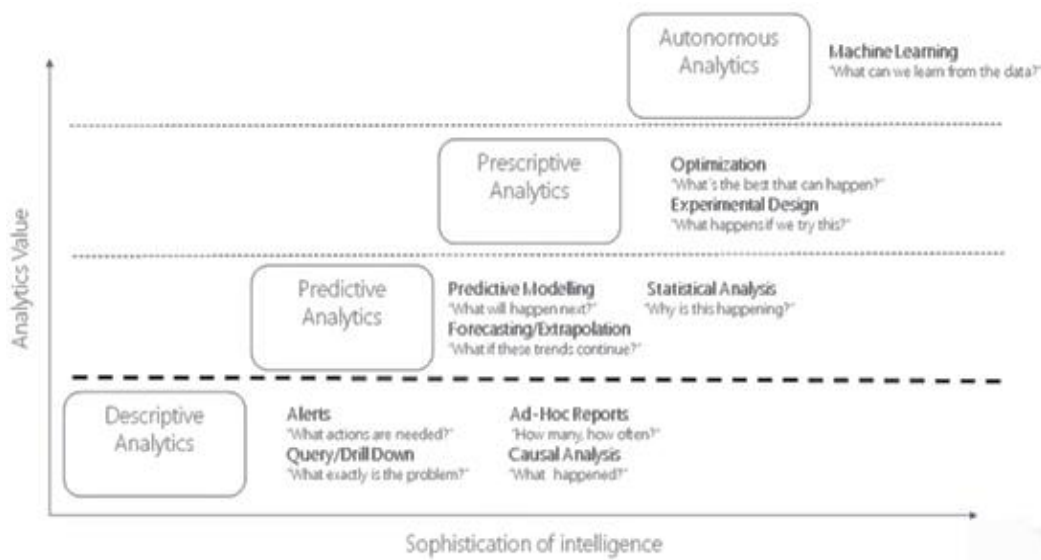 Autonomous
Analytics
Machine Learning
"What can we learn from the data?"
Prescriptive
Analytics
Optimization
"What's the best that can happen?"
Experimental Design
"What happens if we try this?"
Predictive
Analytics
Predictive Modelling
"What will happen next?"
Forecasting/Extrapolation
"What if these trends continue?"
Statistical Analysis
"Why is this happening?"
Descriptive
Analytics
Alerts
"What actions are needed?"
Query/Drill Down
"What exactly is the problem?"
Ad-Hoc Reports
"How many, how often?"
Causal Analysis
"What happened?"
Analytics Value
Sophistication of intelligence